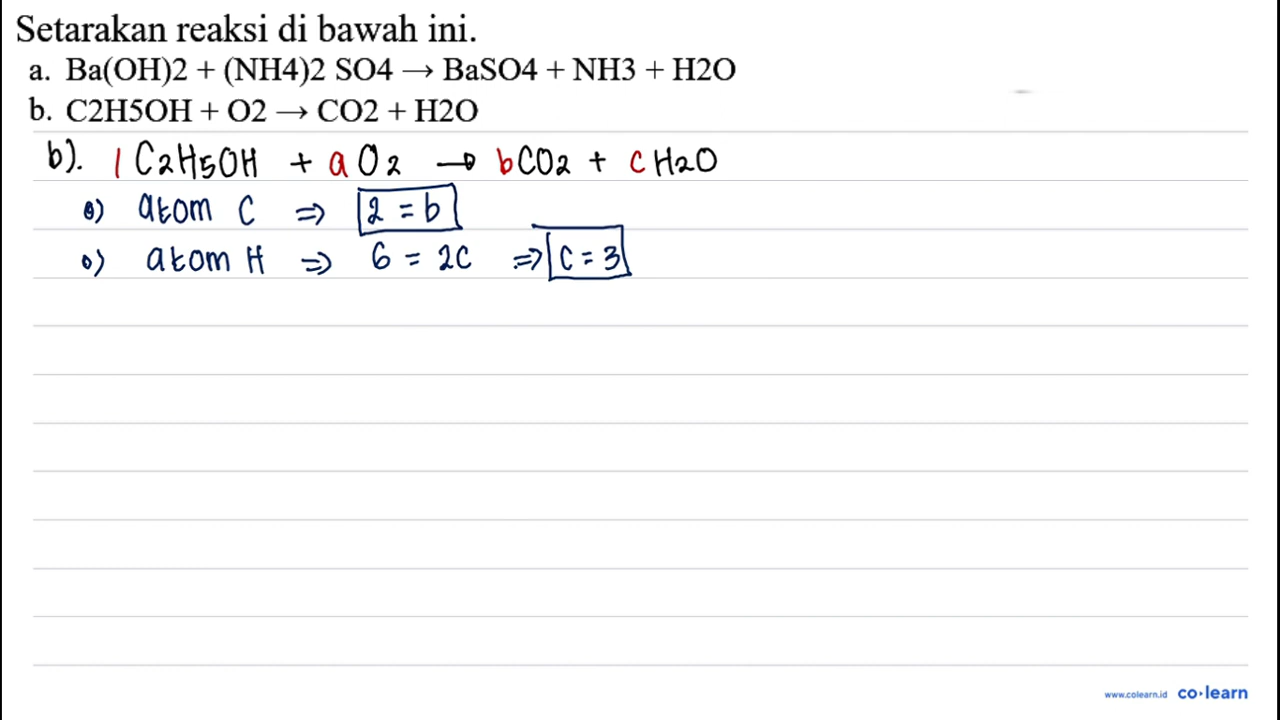 Setarakan reaksi di bawah ini.
a. Ba(OH)2 + (NH4)2 SO4 → BaSO4 + NH3 + H2O
b. C2H5OH + O2 → CO2 + H2O
b). 1 C2H5OH + a O2 → b CO2 + c H2O
•) atom C ⇒ 2 = b
•) atom H ⇒ 6 = 2c ⇒ c = 3
www.colearn.id co·learn